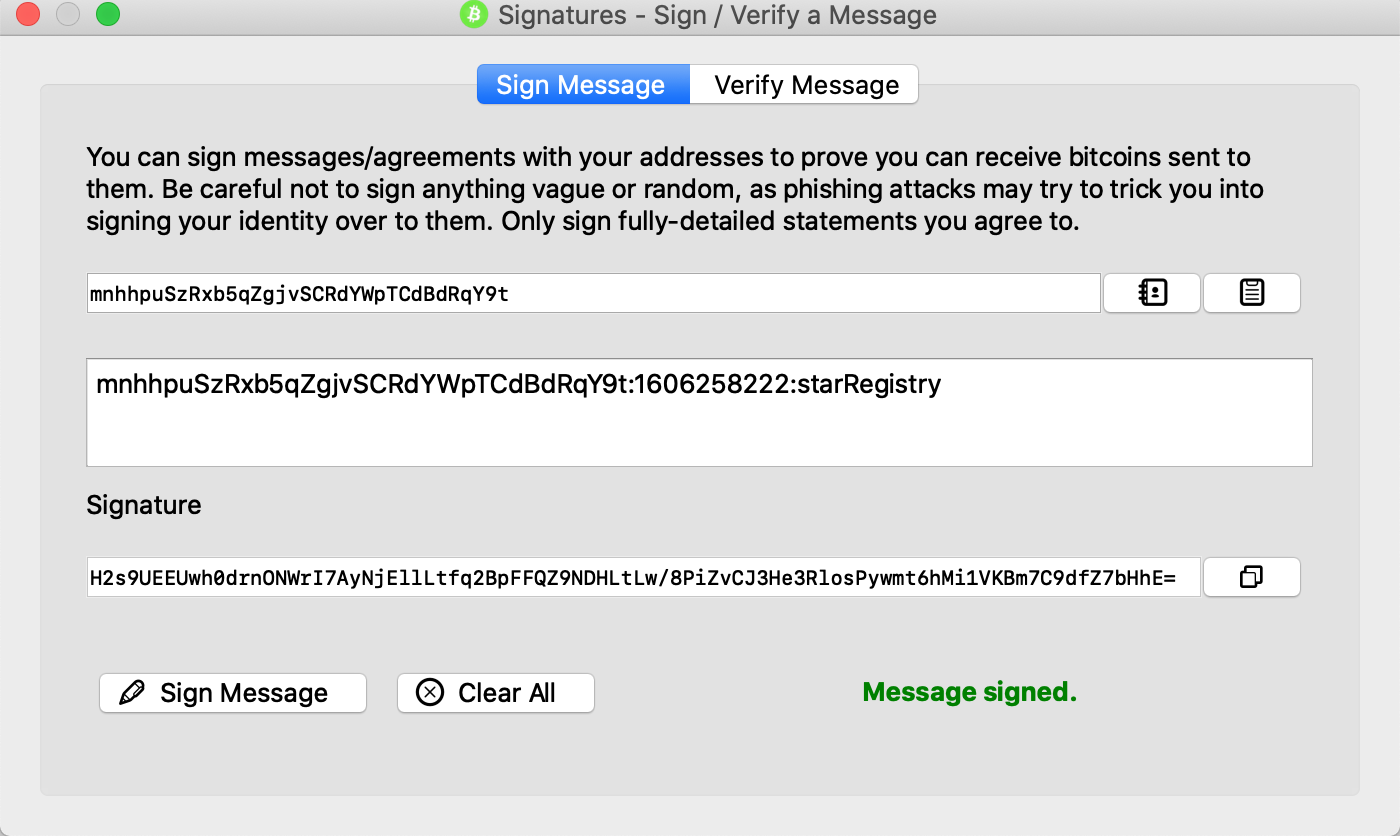 Signatures - Sign / Verify a Message
Sign Message
Verify Message
You can sign messages/agreements with your addresses to prove you can receive bitcoins sent to
them. Be careful not to sign anything vague or random, as phishing attacks may try to trick you into
signing your identity over to them. Only sign fully-detailed statements you agree to.
mnhhpuSzRxb5qZgjvSCRdYWpTCdBdRqY9t
mnhhpuSzRxb5qZgjvSCRdYWpTCdBdRqY9t:1606258222:starRegistry
Signature
H2s9UEEUwh0drnONWrI7AyNjEllLtfq2BpFFQZ9NDHLtLw/8PiZvCJ3He3RlosPywmt6hMi1VKBm7C9dfZ7bHhE=
Sign Message
Clear All
Message signed.